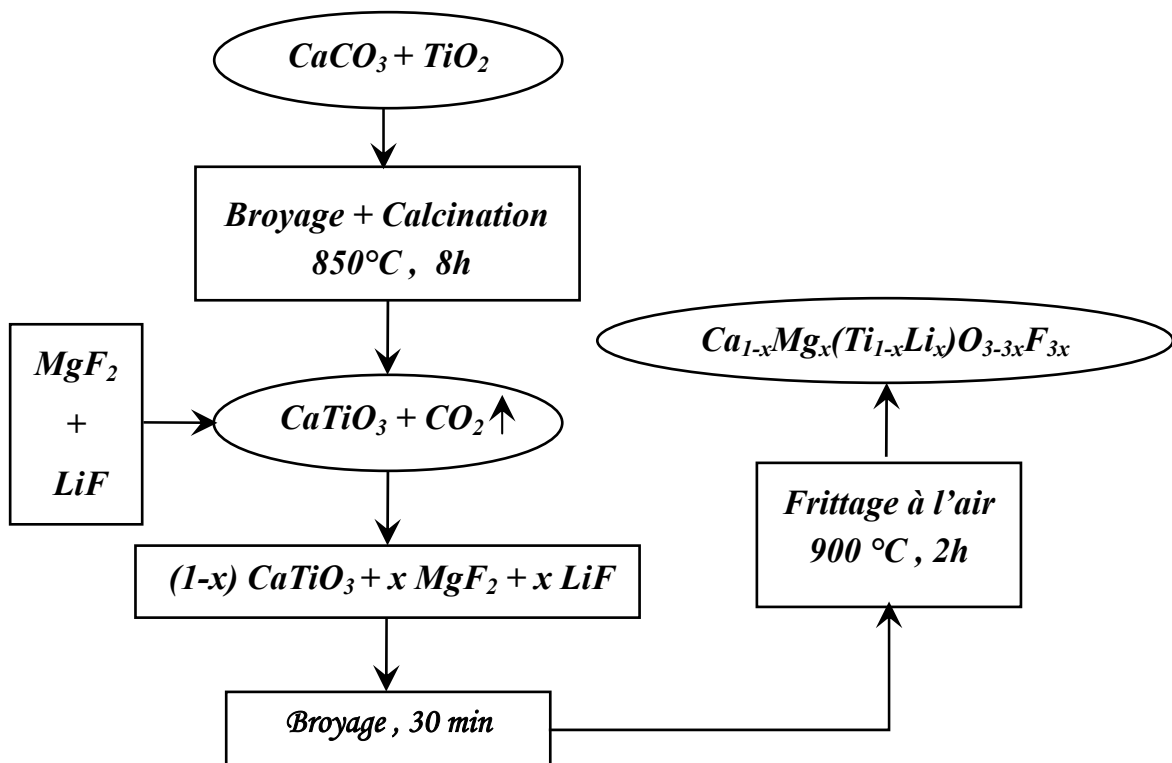 CaCO₃ + TiO₂
Broyage + Calcination
850°C , 8h
MgF₂
+
LiF
CaTiO₃ + CO₂
(1-x) CaTiO₃ + x MgF₂ + x LiF
Broyage , 30 min
Frittage à l’air
900 °C , 2h
Ca₁₋ₓMgₓ(Ti₁₋ₓLiₓ)O₃₋₃ₓF₃ₓ